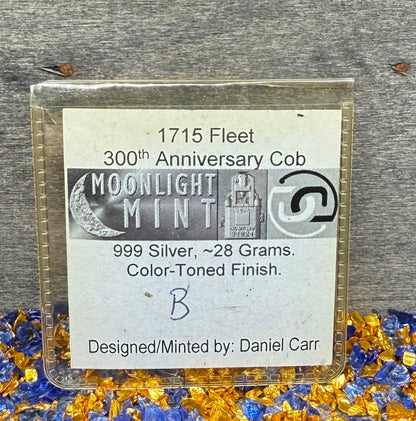 1715 Fleet
300th Anniversary Cob
MOONLIGHT
MINT
999 Silver, ~28 Grams.
Color-Toned Finish.
B
Designed/Minted by: Daniel Carr